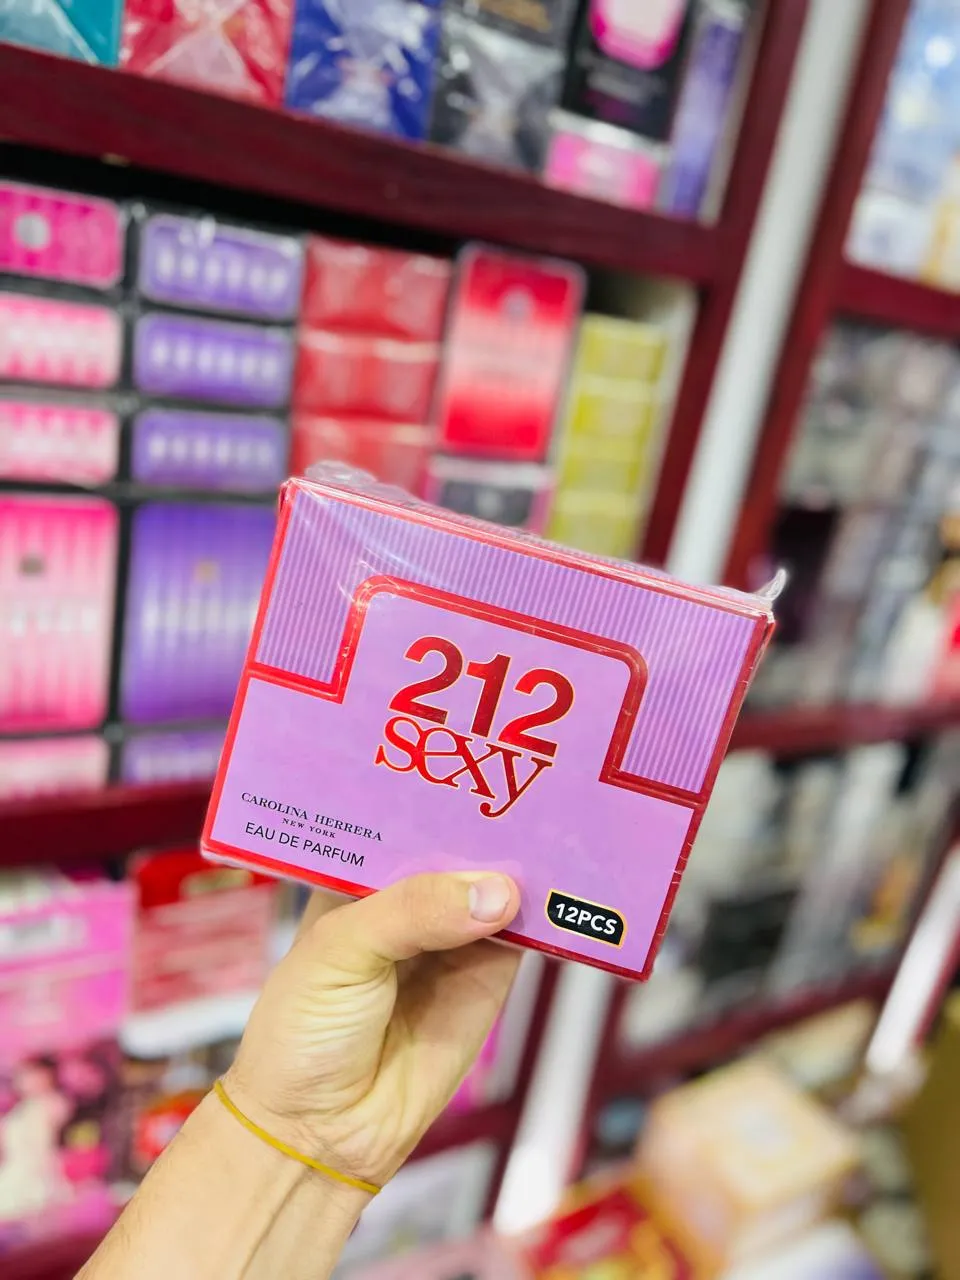 212
sexy
CAROLINA HERRERA
NEW YORK
EAU DE PARFUM
12PCS